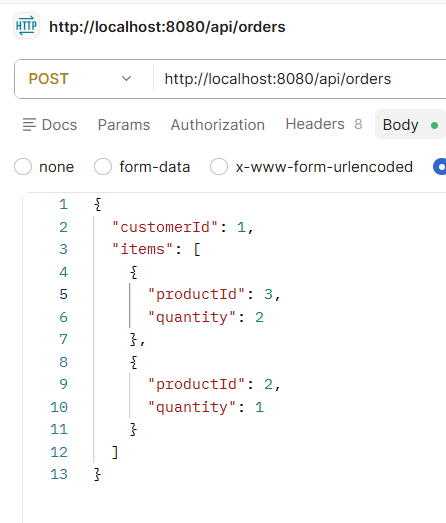 HTTP http://localhost:8080/api/orders
POST http://localhost:8080/api/orders
Docs Params Authorization Headers 8 Body
none form-data x-www-form-urlencoded
1 {
2 "customerId": 1,
3 "items": [
4 {
5 "productId": 3,
6 "quantity": 2
7 },
8 {
9 "productId": 2,
10 "quantity": 1
11 }
12 ]
13 }